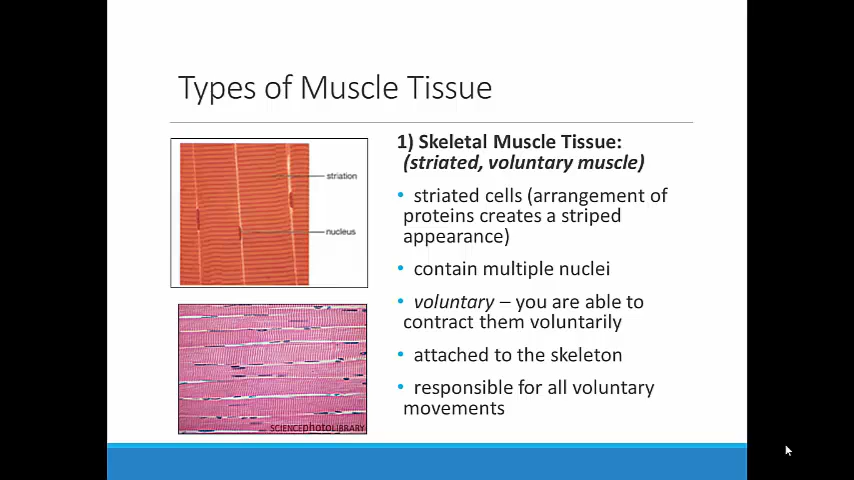 Types of Muscle Tissue
striation
nucleus
SCIENCEphotoLIBRARY
1) Skeletal Muscle Tissue:
(striated, voluntary muscle)
• striated cells (arrangement of
proteins creates a striped
appearance)
• contain multiple nuclei
• voluntary – you are able to
contract them voluntarily
• attached to the skeleton
• responsible for all voluntary
movements